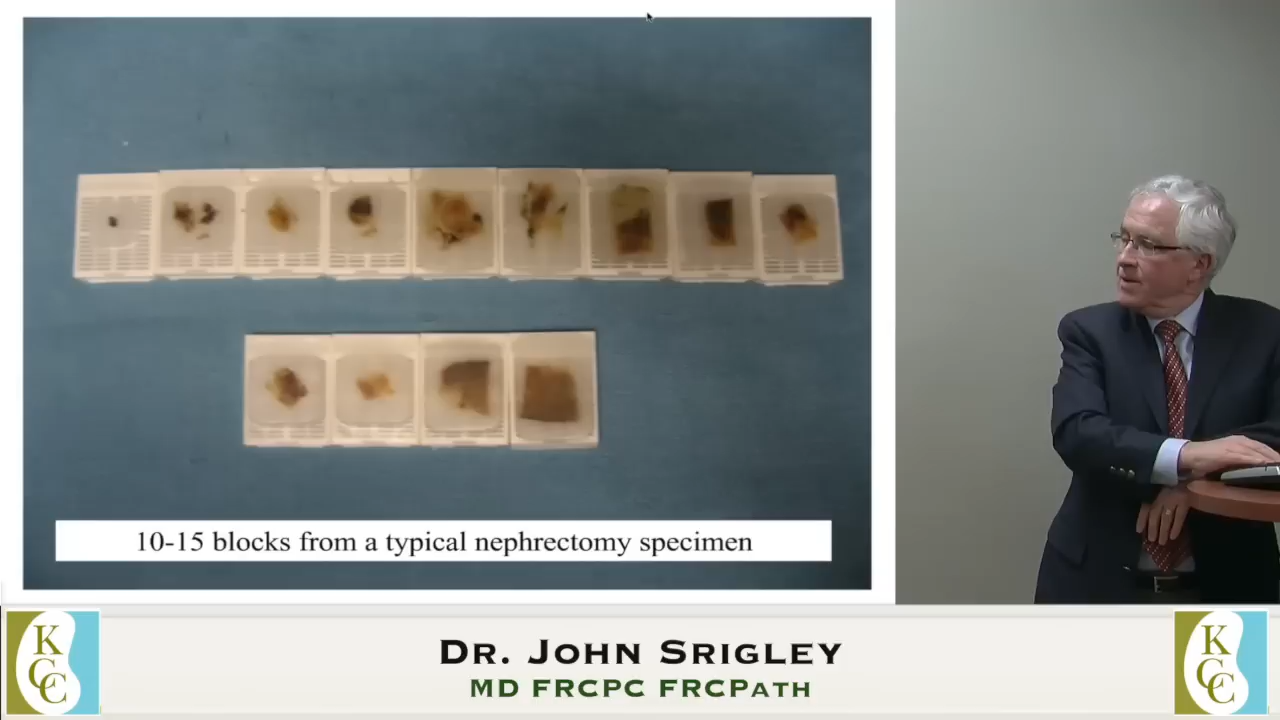 10-15 blocks from a typical nephrectomy specimen
Dr. John Srigley
MD FRCPC FRCPath
KCC
KCC